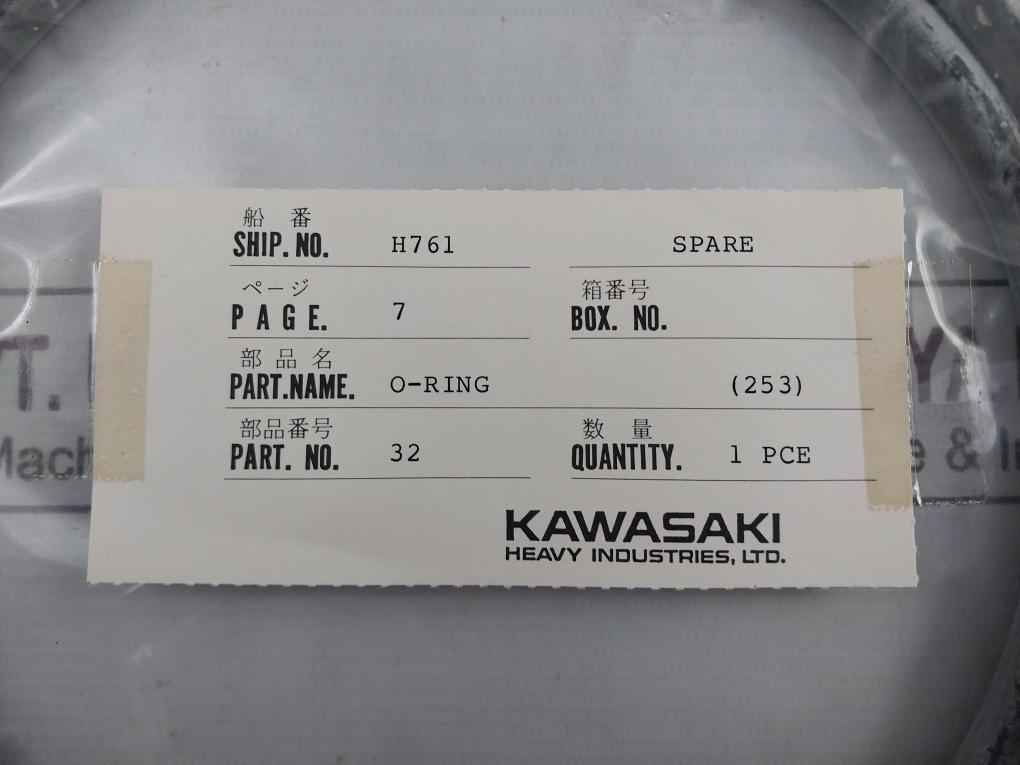 船 番
SHIP. NO. H761 SPARE
ページ 箱番号
PAGE. 7 BOX. NO.
部 品 名
PART.NAME. O-RING (253)
部品番号 数 量
PART. NO. 32 QUANTITY. 1 PCE
KAWASAKI
HEAVY INDUSTRIES, LTD.